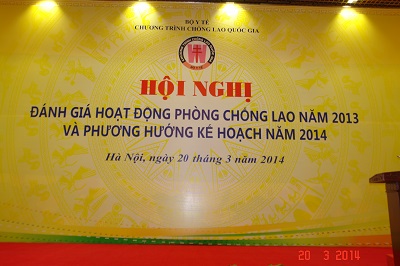 BỘ Y TẾ
CHƯƠNG TRÌNH CHỐNG LAO QUỐC GIA
HỘI NGHỊ
ĐÁNH GIÁ HOẠT ĐỘNG PHÒNG CHỐNG LAO NĂM 2013
VÀ PHƯƠNG HƯỚNG KẾ HOẠCH NĂM 2014
Hà Nội, ngày 20 tháng 3 năm 2014
20 3 2014